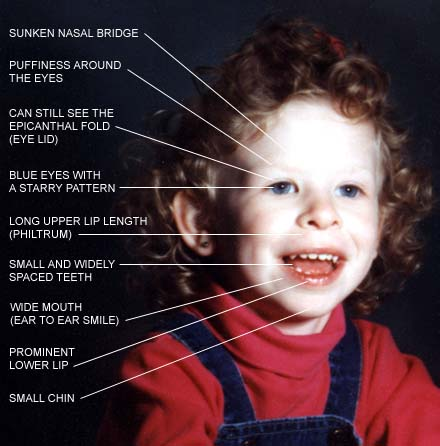 SUNKEN NASAL BRIDGE
PUFFINESS AROUND
THE EYES
CAN STILL SEE THE
EPICANTHAL FOLD
(EYE LID)
BLUE EYES WITH
A STARRY PATTERN
LONG UPPER LIP LENGTH
(PHILTRUM)
SMALL AND WIDELY
SPACED TEETH
WIDE MOUTH
(EAR TO EAR SMILE)
PROMINENT
LOWER LIP
SMALL CHIN